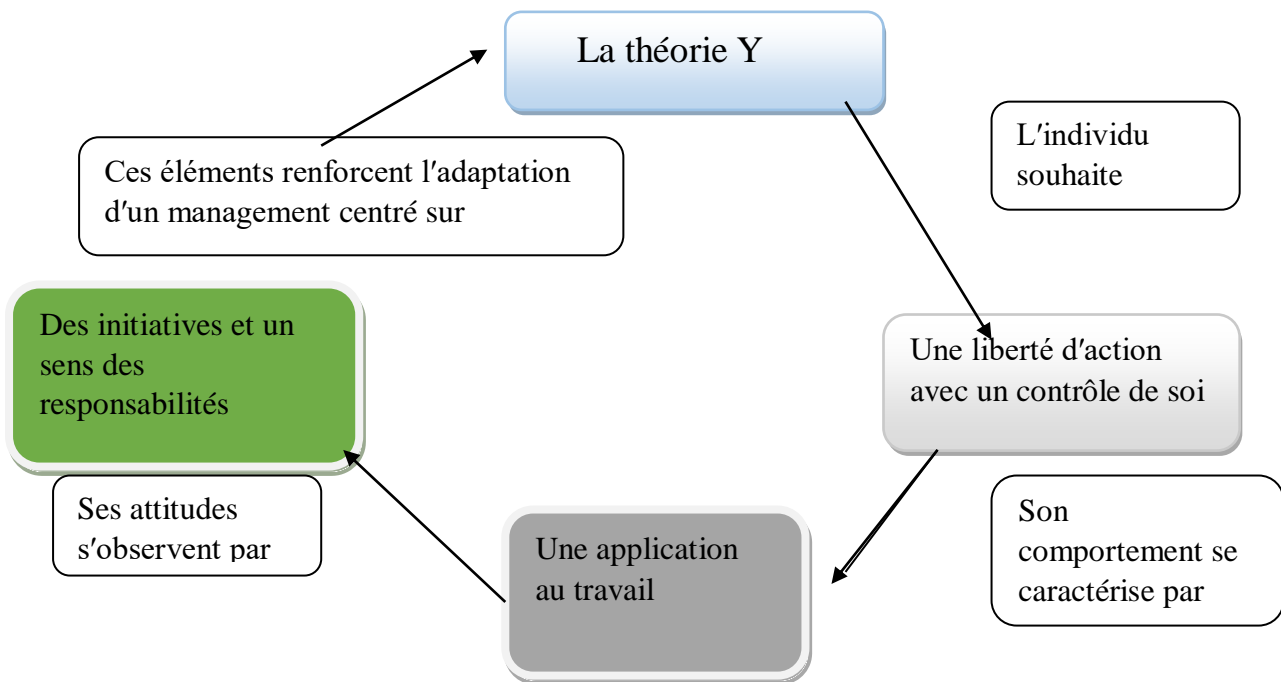 La théorie Y
L'individu
souhaite
Ces éléments renforcent l'adaptation
d'un management centré sur
Des initiatives et un
sens des
responsabilités
Une liberté d'action
avec un contrôle de soi
Ses attitudes
s'observent par
Une application
au travail
Son
comportement se
caractérise par